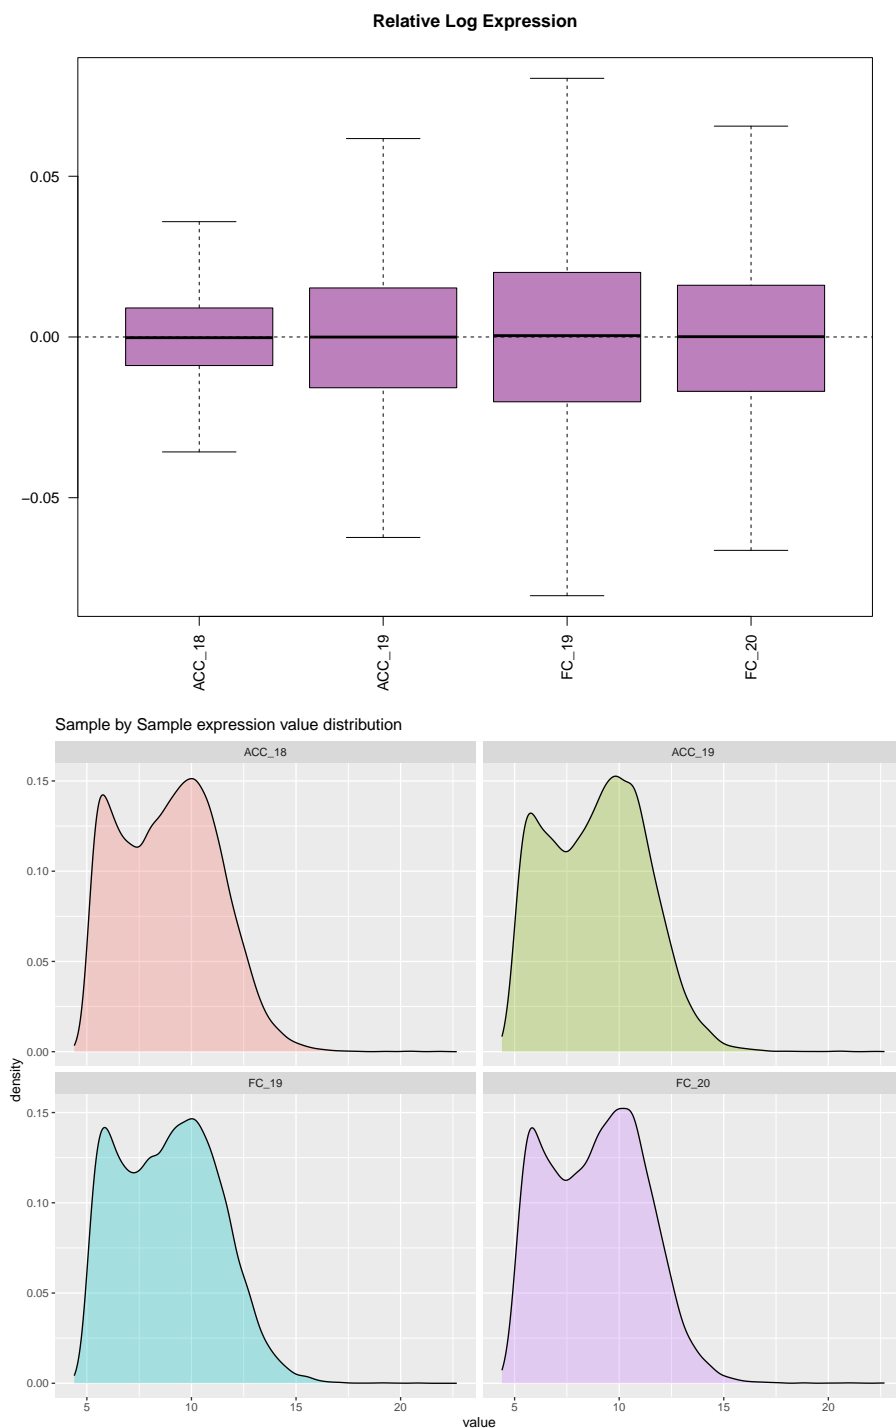 Relative Log Expression
0.05
0.00
−0.05
ACC_18
ACC_19
FC_19
FC_20
Sample by Sample expression value distribution
ACC_18 ACC_19
0.15
0.10
0.05
0.00
density
FC_19 FC_20
0.15
0.10
0.05
0.00
5 10 15 20 5 10 15 20
value